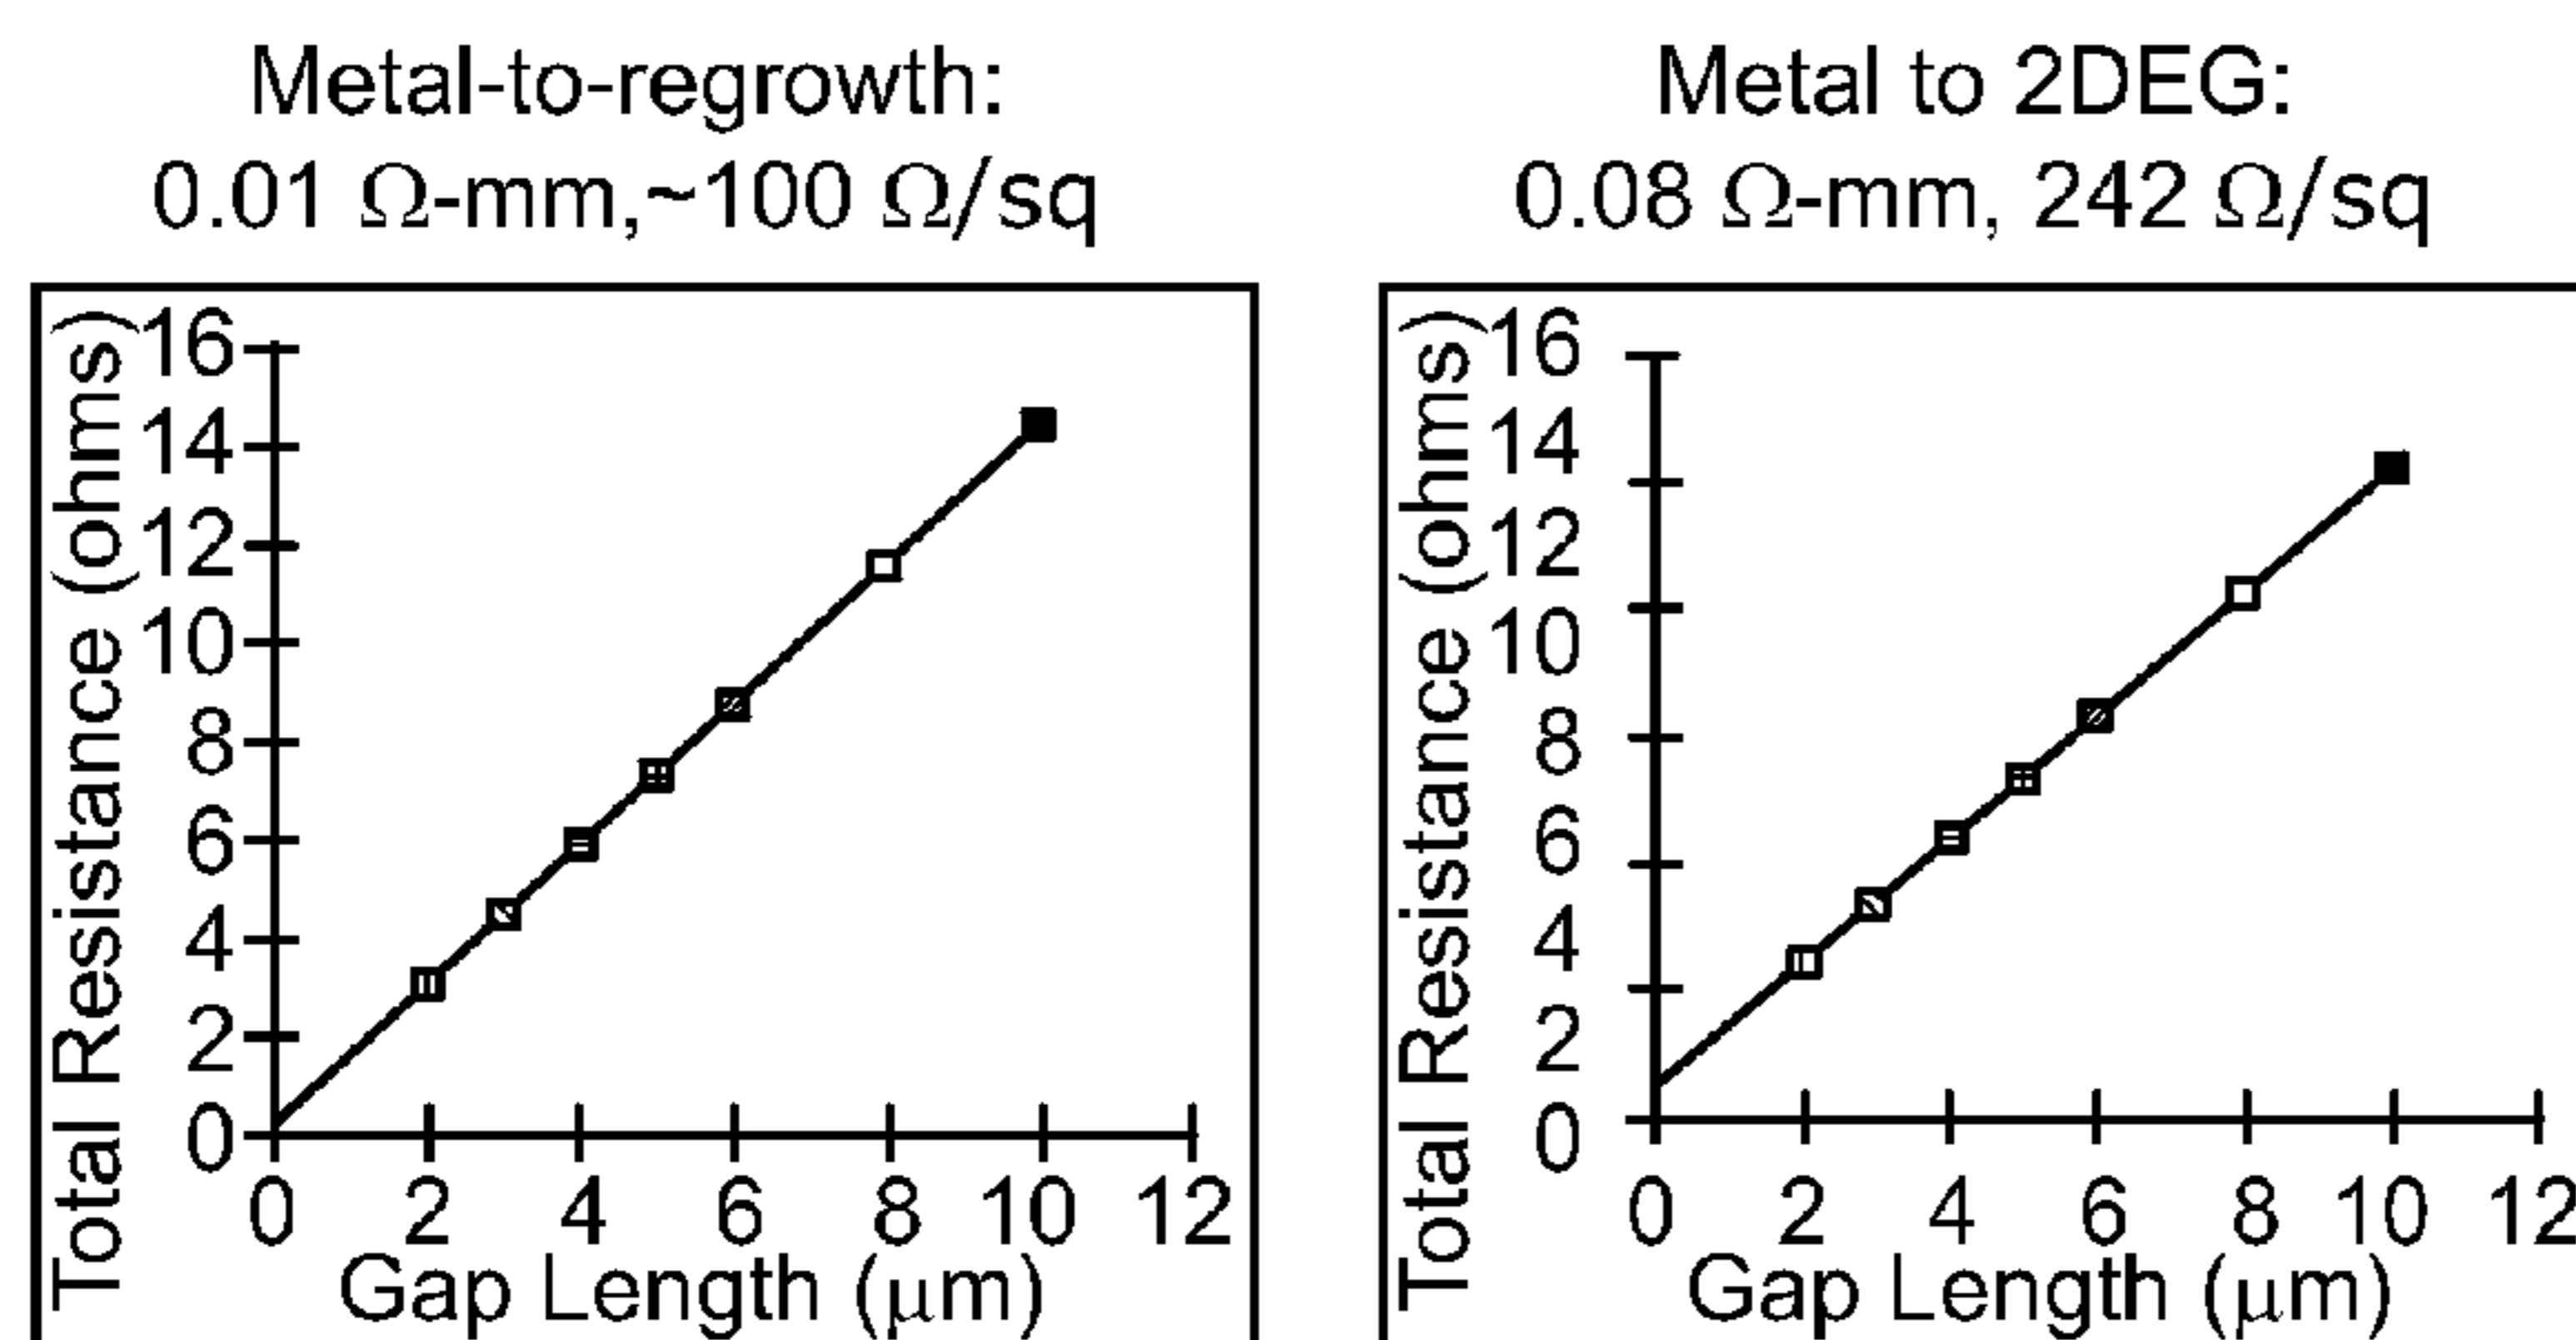 Metal-to-regrowth:
0.01 Ω-mm,~100 Ω/sq
Total Resistance (ohms)
16
14
12
10
8
6
4
2
0
0 2 4 6 8 10 12
Gap Length (μm)
Metal to 2DEG:
0.08 Ω-mm, 242 Ω/sq
Total Resistance (ohms)
16
14
12
10
8
6
4
2
0
0 2 4 6 8 10 12
Gap Length (μm)